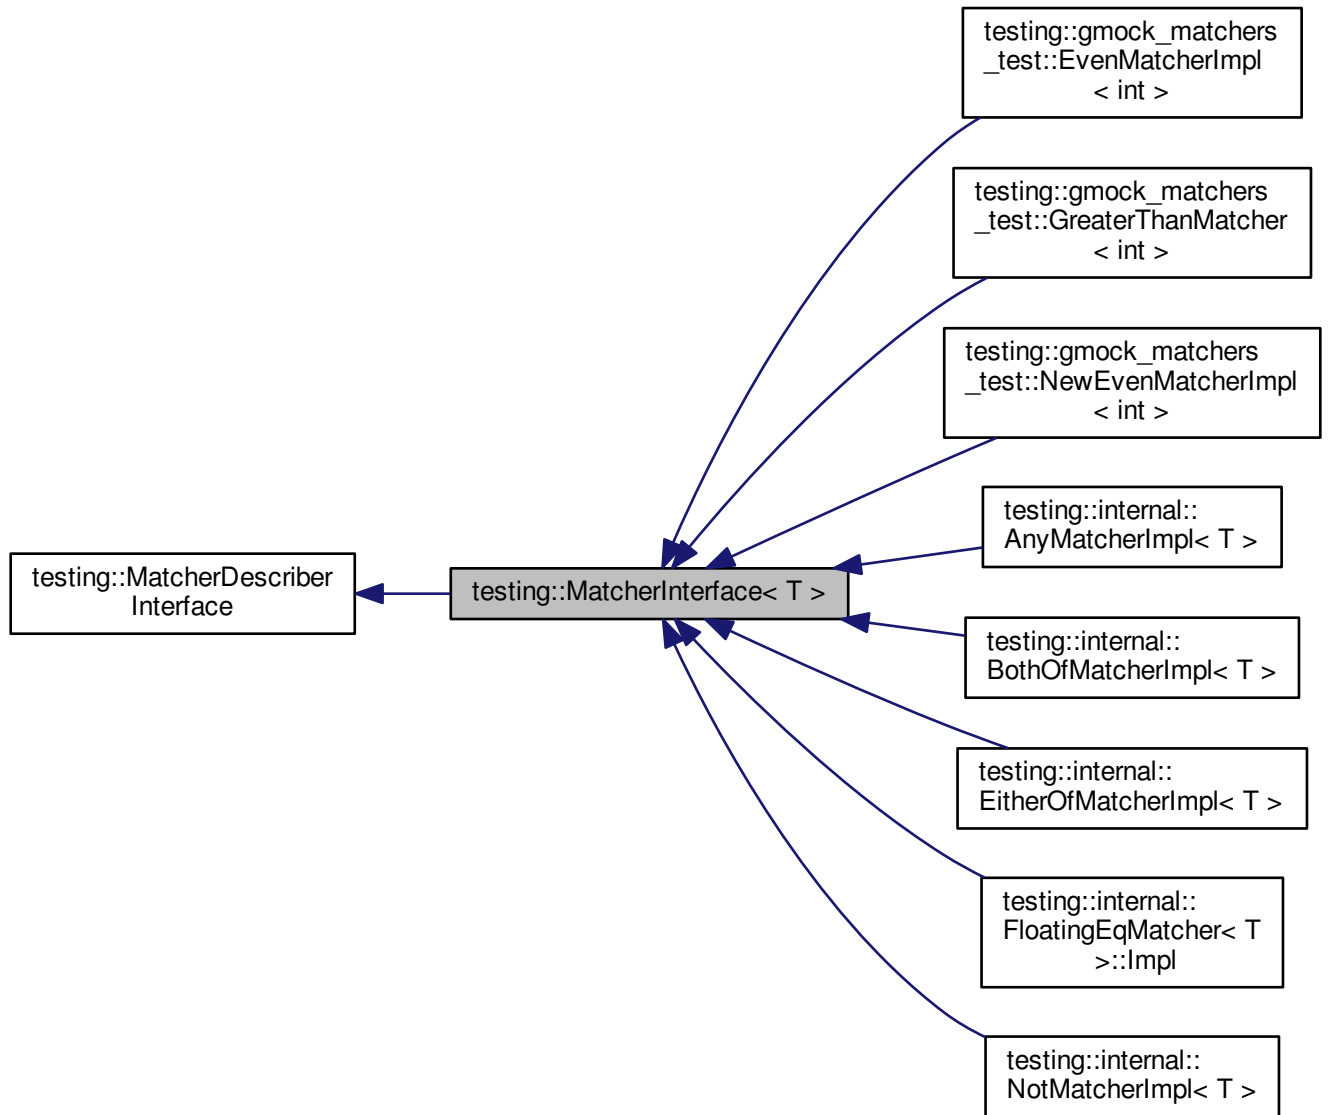 testing::gmock_matchers
_test::EvenMatcherImpl
< int >
testing::gmock_matchers
_test::GreaterThanMatcher
< int >
testing::gmock_matchers
_test::NewEvenMatcherImpl
< int >
testing::internal::
AnyMatcherImpl< T >
testing::MatcherDescriber
Interface
testing::MatcherInterface< T >
testing::internal::
BothOfMatcherImpl< T >
testing::internal::
EitherOfMatcherImpl< T >
testing::internal::
FloatingEqMatcher< T
>::Impl
testing::internal::
NotMatcherImpl< T >